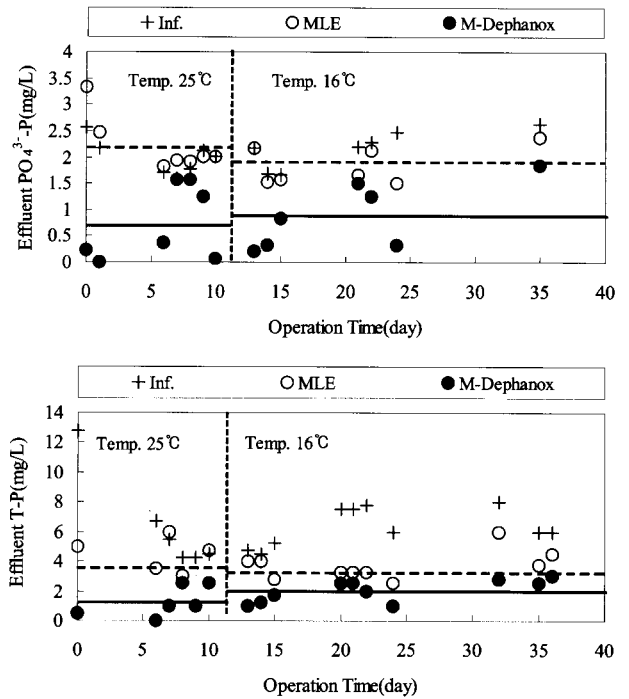 + Inf. ○ MLE ● M-Dephanox
Effluent PO₄³⁻-P(mg/L)
4
3.5
3
2.5
2
1.5
1
0.5
0
Temp. 25℃
Temp. 16℃
0 5 10 15 20 25 30 35 40
Operation Time(day)
+ Inf. ○ MLE ● M-Dephanox
Effluent T-P(mg/L)
14
12
10
8
6
4
2
0
Temp. 25℃
Temp. 16℃
0 5 10 15 20 25 30 35 40
Operation Time(day)